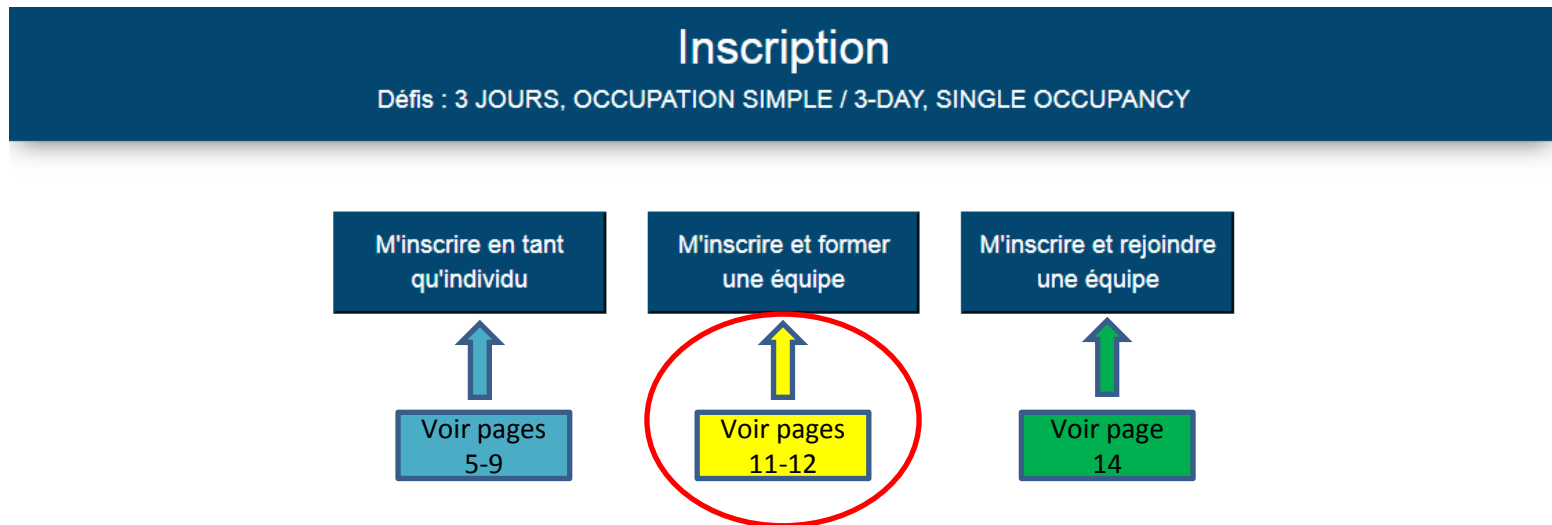 Inscription
Défis : 3 JOURS, OCCUPATION SIMPLE / 3-DAY, SINGLE OCCUPANCY
M'inscrire en tant
qu'individu
M'inscrire et former
une équipe
M'inscrire et rejoindre
une équipe
Voir pages
5-9
Voir pages
11-12
Voir page
14